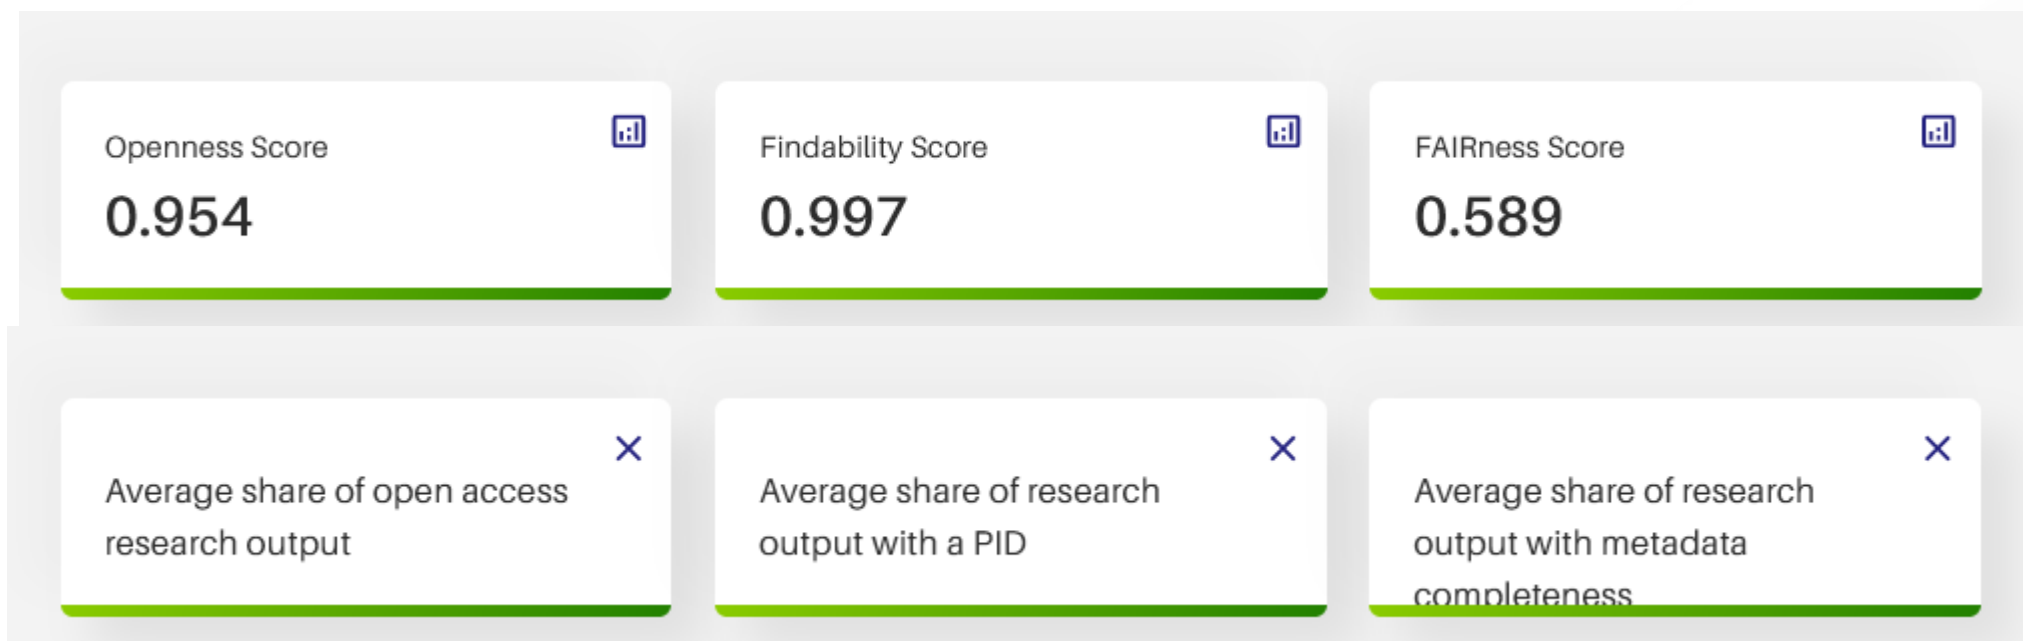 Openness Score
0.954
Findability Score
0.997
FAIRness Score
0.589
Average share of open access
research output
Average share of research
output with a PID
Average share of research
output with metadata
completeness